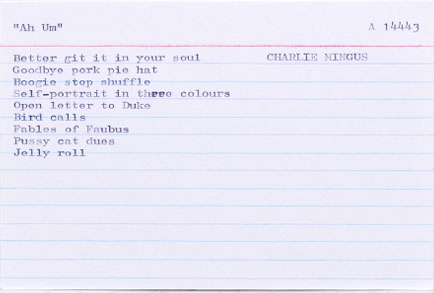 "Ah Um" A 14443
Better git it in your soul CHARLIE MINGUS
Goodbye pork pie hat
Boogie stop shuffle
Self-portrait in three colours
Open letter to Duke
Bird calls
Fables of Faubus
Pussy cat dues
Jelly roll